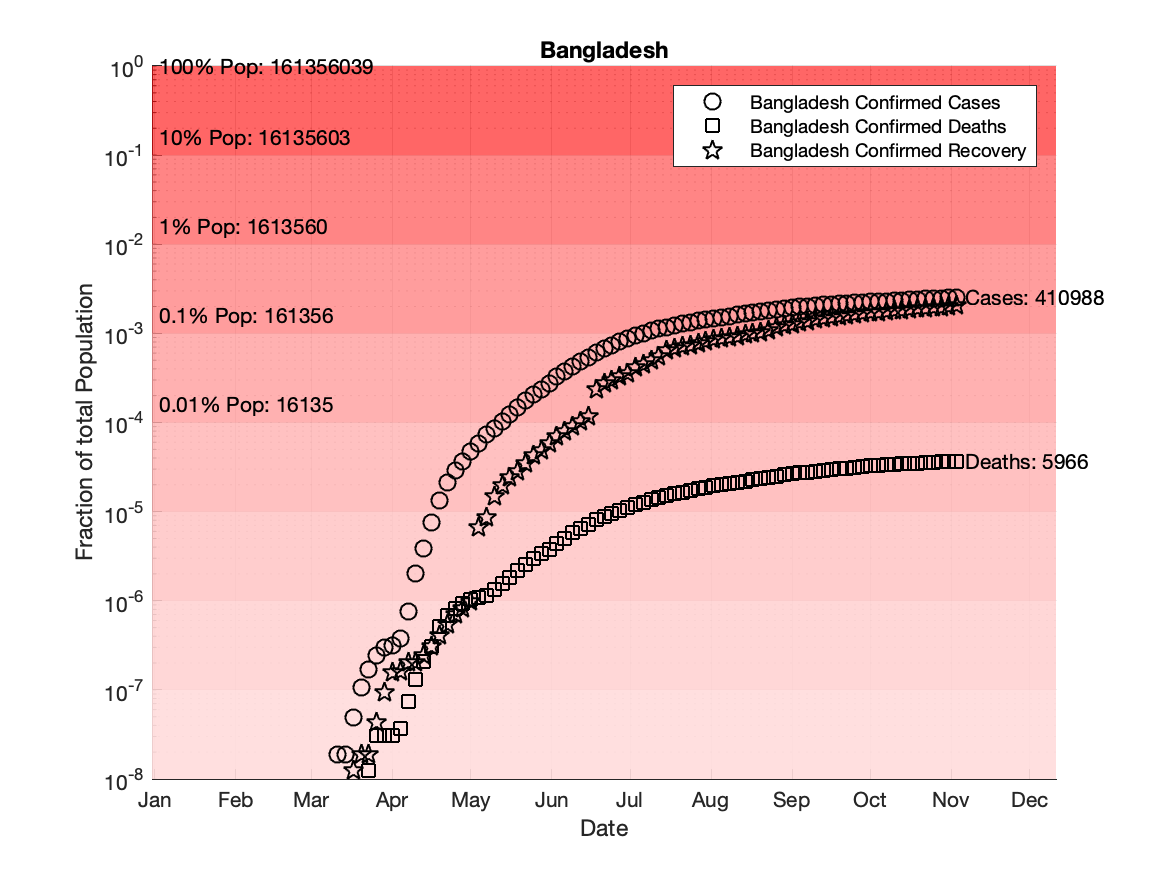 Bangladesh
10^0
100% Pop: 161356039
Bangladesh Confirmed Cases
Bangladesh Confirmed Deaths
Bangladesh Confirmed Recovery
10% Pop: 16135603
10^-1
1% Pop: 1613560
10^-2
Cases: 410988
0.1% Pop: 161356
10^-3
0.01% Pop: 16135
10^-4
Deaths: 5966
10^-5
10^-6
10^-7
10^-8
Fraction of total Population
Jan Feb Mar Apr May Jun Jul Aug Sep Oct Nov Dec
Date